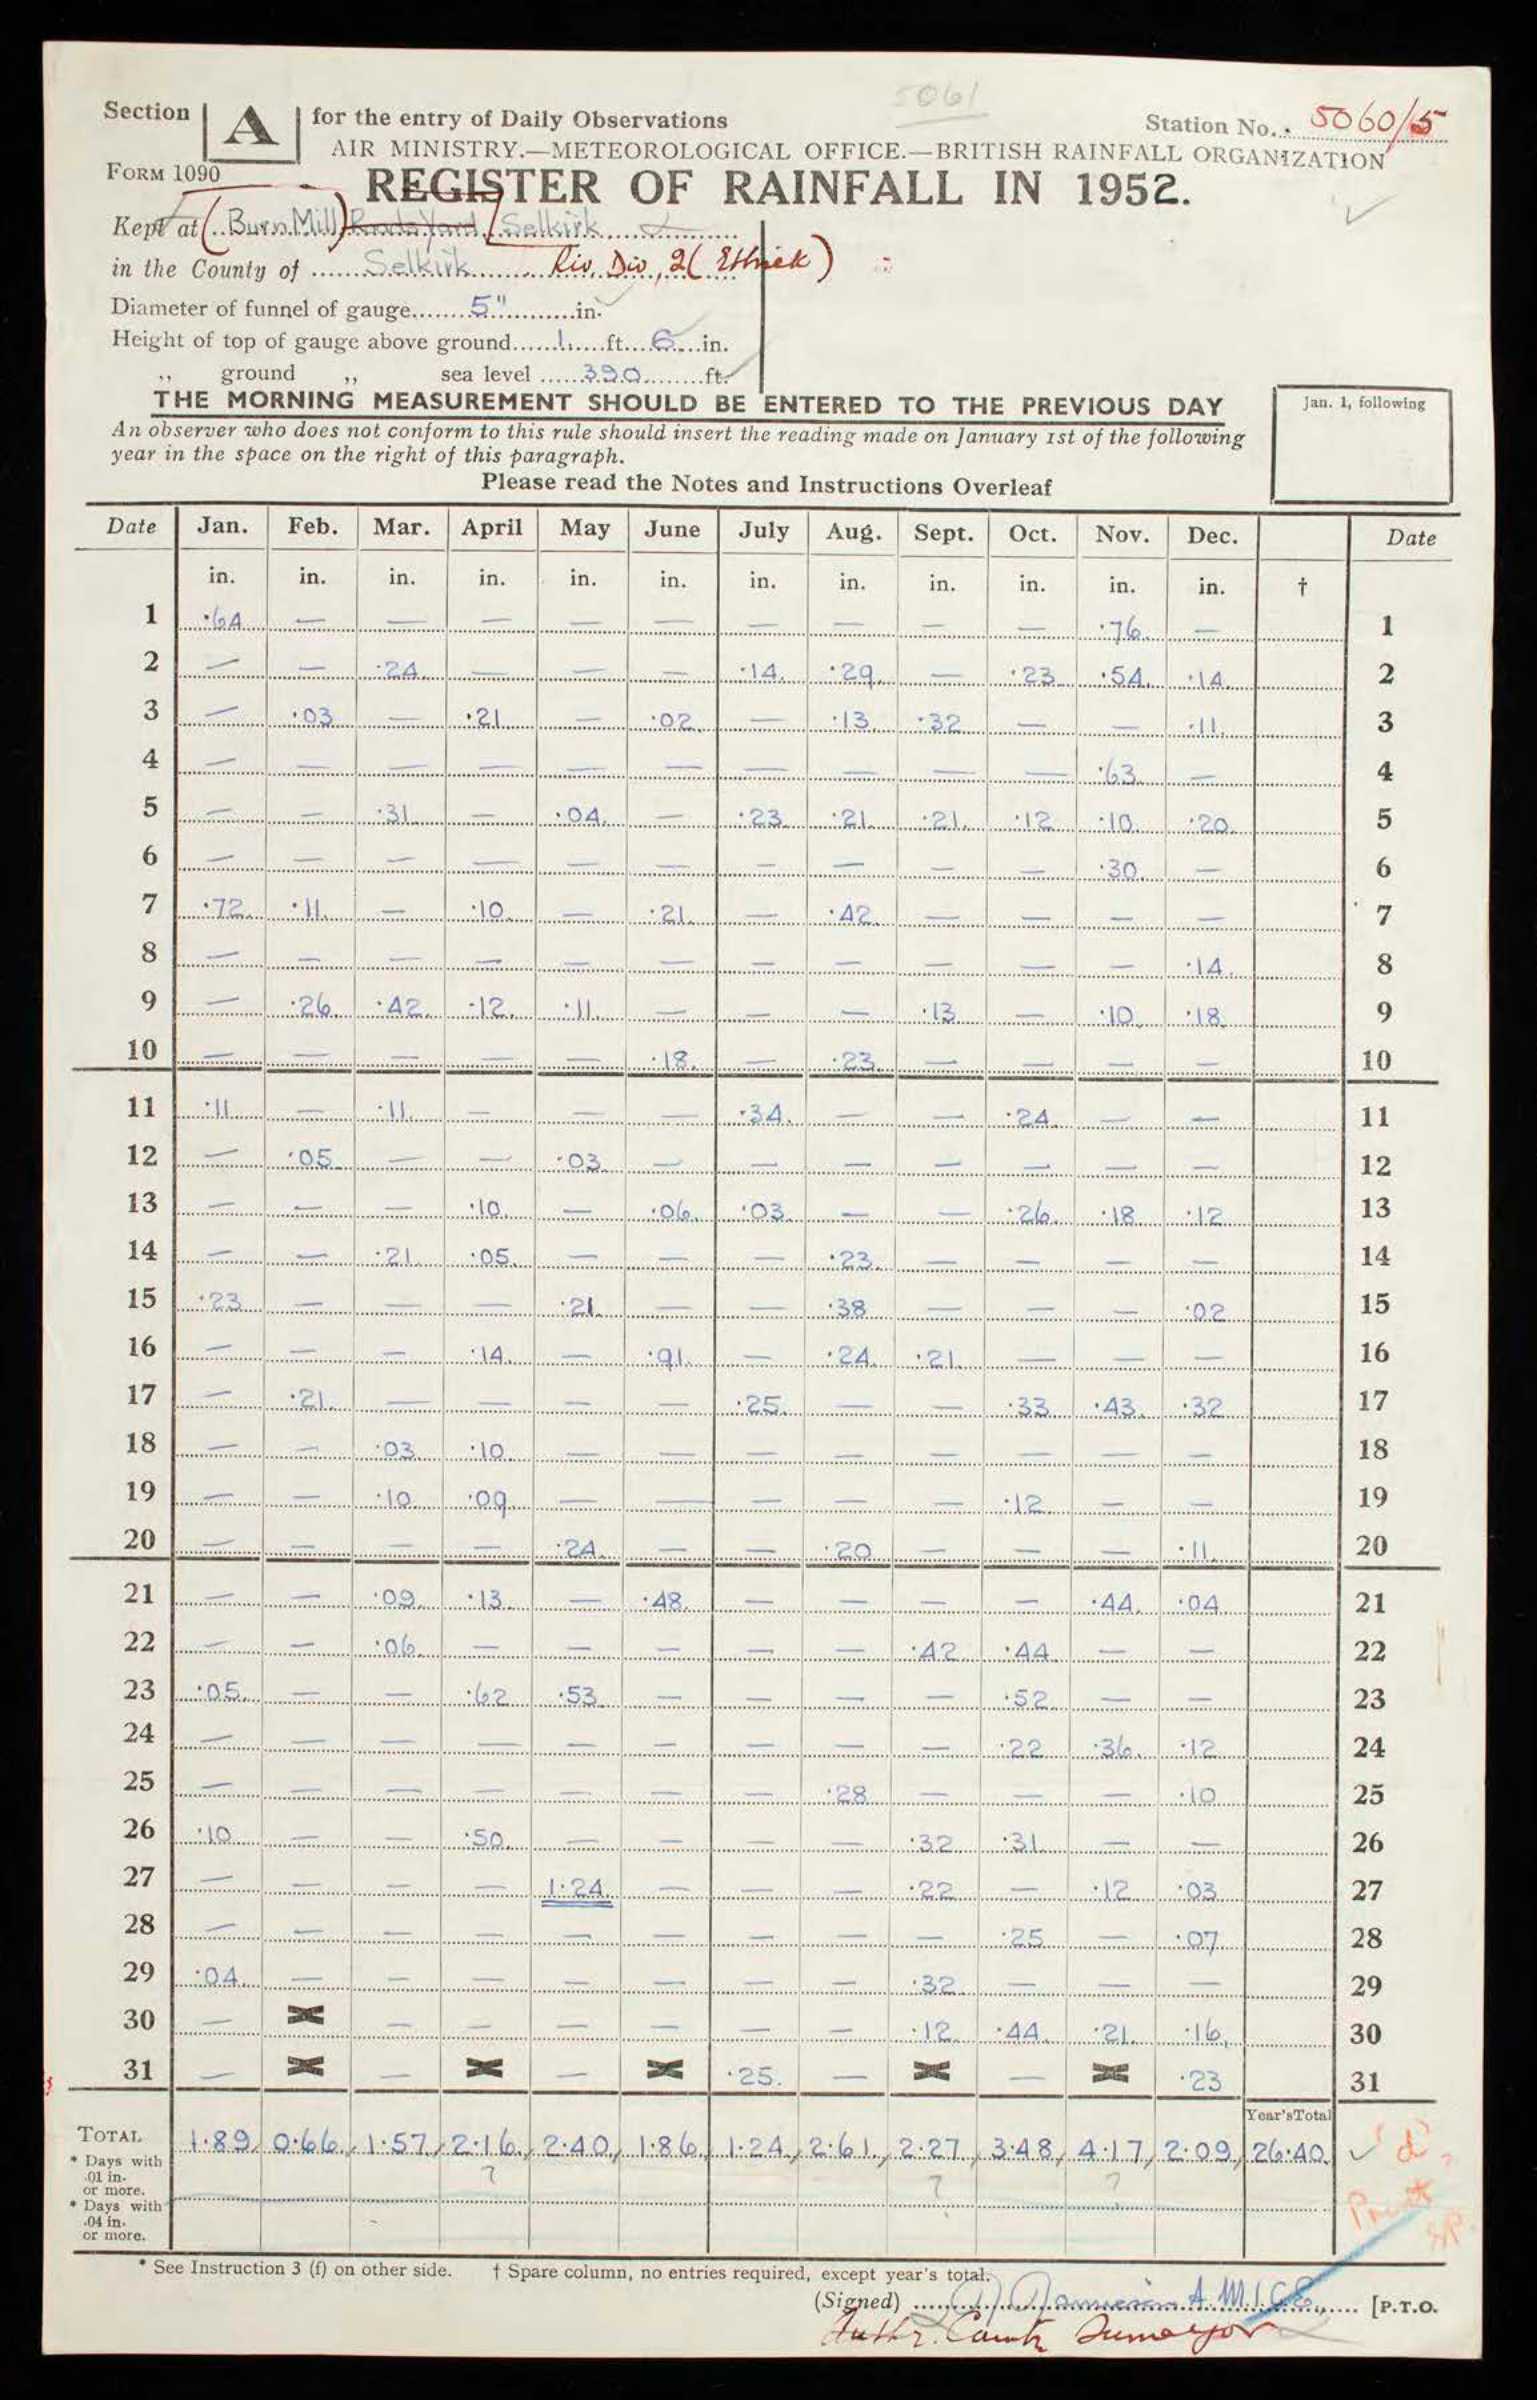 5061
Section A for the entry of Daily Observations Station No. 5060/5
AIR MINISTRY.—METEOROLOGICAL OFFICE.—BRITISH RAINFALL ORGANIZATION
FORM 1090
REGISTER OF RAINFALL IN 1952.
Kept at (Burn Mill) Roads Yard, Selkirk
in the County of Selkirk Riv. Div. 2 (Ettrick)
Diameter of funnel of gauge 5" in.
Height of top of gauge above ground 1 ft. 6 in.
,, ground ,, sea level 390 ft.
THE MORNING MEASUREMENT SHOULD BE ENTERED TO THE PREVIOUS DAY
Jan. 1, following
An observer who does not conform to this rule should insert the reading made on January 1st of the following
year in the space on the right of this paragraph.
Please read the Notes and Instructions Overleaf
Date Jan. Feb. Mar. April May June July Aug. Sept. Oct. Nov. Dec. Date
in. in. in. in. in. in. in. in. in. in. in. in. †
1 ·64 — — — — — — — — — ·76 — 1
2 — — ·24 — — — ·14 ·29 — ·23 ·54 ·14 2
3 — ·03 — ·21 — ·02 — ·13 ·32 — — ·11 3
4 — — — — — — — — — — ·63 — 4
5 — — ·31 — ·04 — ·23 ·21 ·21 ·12 ·10 ·20 5
6 — — — — — — — — — — ·30 — 6
7 ·72 ·11 — ·10 — ·21 — ·42 — — — — 7
8 — — — — — — — — — — — ·14 8
9 — ·26 ·42 ·12 ·11 — — — ·13 — ·10 ·18 9
10 — — — — — ·18 — ·23 — — — — 10
11 ·11 — ·11 — — — ·34 — — ·24 — — 11
12 — ·05 — — ·03 — — — — — — — 12
13 — — — ·10 — ·06 ·03 — — ·26 ·18 ·12 13
14 — — ·21 ·05 — — — ·23 — — — — 14
15 ·23 — — — ·21 — — ·38 — — — ·02 15
16 — — — ·14 — ·91 — ·24 ·21 — — — 16
17 — ·21 — — — — ·25 — — ·33 ·43 ·32 17
18 — — ·03 ·10 — — — — — — — — 18
19 — — ·10 ·09 — — — — — ·12 — — 19
20 — — — — ·24 — — ·20 — — — ·11 20
21 — — ·09 ·13 — ·48 — — — — ·44 ·04 21
22 — — ·06 — — — — — ·42 ·44 — — 22
23 ·05 — — ·62 ·53 — — — — ·52 — — 23
24 — — — — — — — — — ·22 ·36 ·12 24
25 — — — — — — — ·28 — — — ·10 25
26 ·10 — — ·50 — — — — ·32 ·31 — — 26
27 — — — — 1·24 — — — ·22 — ·12 ·03 27
28 — — — — — — — — — ·25 — ·07 28
29 ·04 — — — — — — — ·32 — — — 29
30 — × — — — — — — ·12 ·44 ·21 ·16 30
31 — × — × — × ·25 — × — × ·23 31
Year's Total
TOTAL 1·89 0·66 1·57 2·16 2·40 1·86 1·24 2·61 2·27 3·48 4·17 2·09 26·40 ✓ 'd'
? ? ?
* Days with
·01 in.
or more.
* Days with
·04 in.
or more.
* See Instruction 3 (f) on other side. † Spare column, no entries required, except year's total.
(Signed) A.M.I.C.E. [P.T.O.
County Surveyor